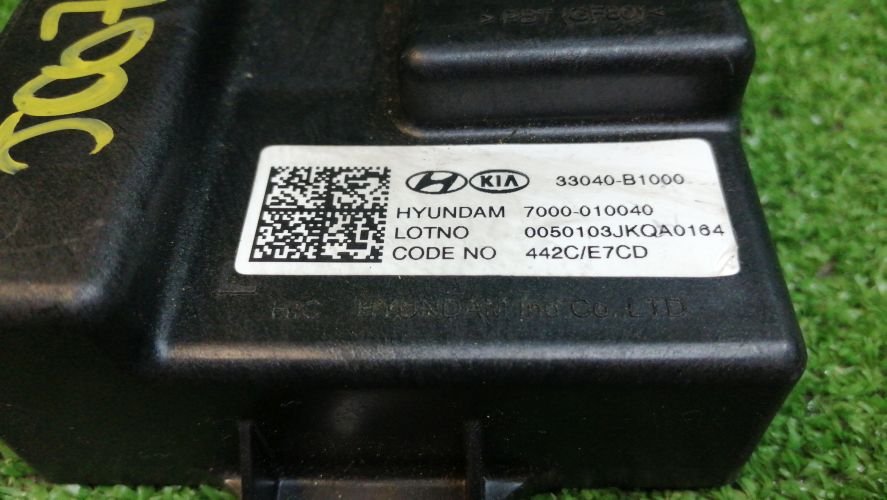 >PBT (GF30)<
KIA 33040-B1000
HYUNDAM 7000-010040
LOTNO 0050103JKQA0164
CODE NO 442C/E7CD
HYUNDAM Ind Co.,LTD